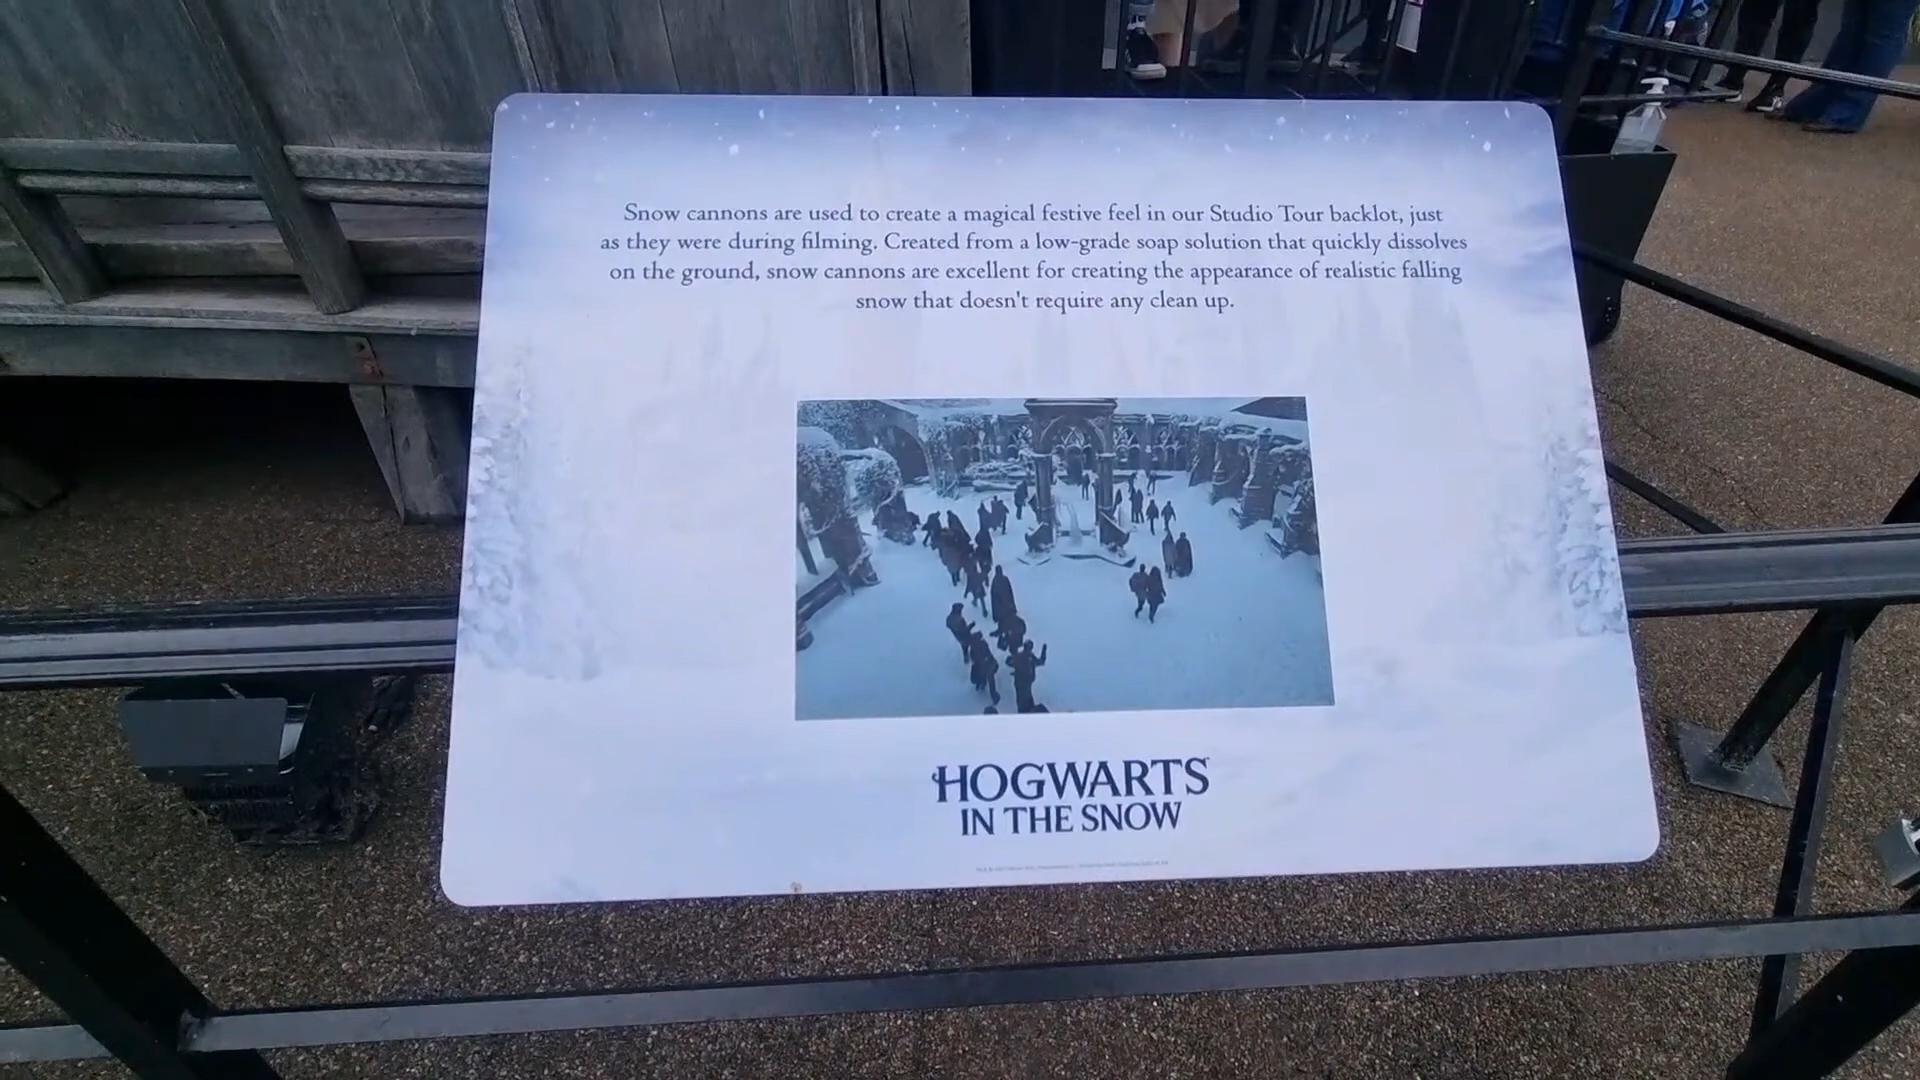 Snow cannons are used to create a magical festive feel in our Studio Tour backlot, just
as they were during filming. Created from a low-grade soap solution that quickly dissolves
on the ground, snow cannons are excellent for creating the appearance of realistic falling
snow that doesn't require any clean up.
HOGWARTS
IN THE SNOW